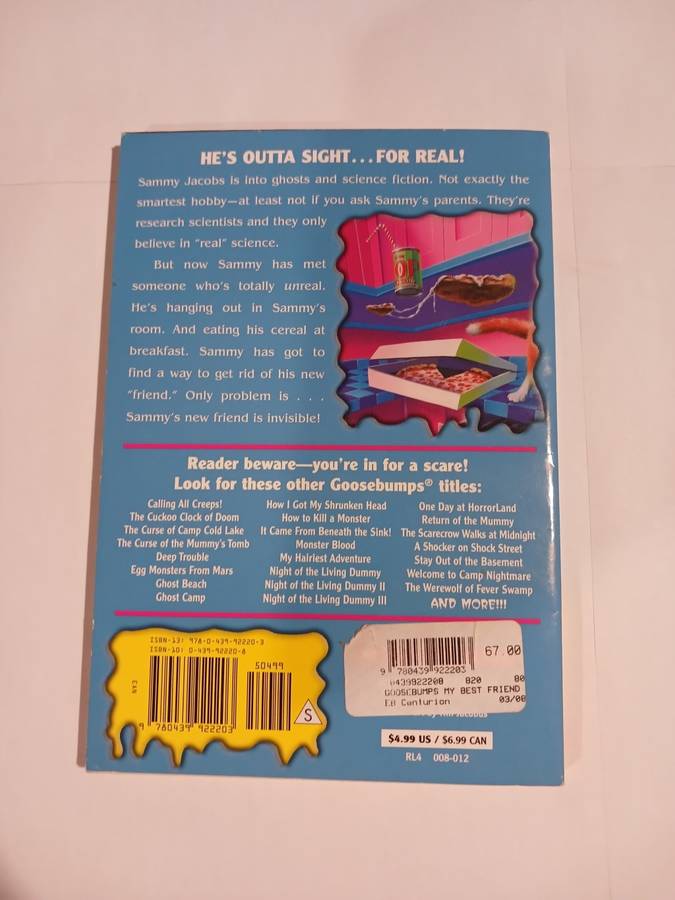 HE'S OUTTA SIGHT...FOR REAL!
Sammy Jacobs is into ghosts and science fiction. Not exactly the
smartest hobby—at least not if you ask Sammy's parents. They're
research scientists and they only
believe in "real" science.
But now Sammy has met
someone who's totally unreal.
He's hanging out in Sammy's
room. And eating his cereal at
breakfast. Sammy has got to
find a way to get rid of his new
"friend." Only problem is . . .
Sammy's new friend is invisible!
Reader beware—you're in for a scare!
Look for these other Goosebumps® titles:
Calling All Creeps!
The Cuckoo Clock of Doom
The Curse of Camp Cold Lake
The Curse of the Mummy's Tomb
Deep Trouble
Egg Monsters From Mars
Ghost Beach
Ghost Camp
How I Got My Shrunken Head
How to Kill a Monster
It Came From Beneath the Sink!
Monster Blood
My Hairiest Adventure
Night of the Living Dummy
Night of the Living Dummy II
Night of the Living Dummy III
One Day at HorrorLand
Return of the Mummy
The Scarecrow Walks at Midnight
A Shocker on Shock Street
Stay Out of the Basement
Welcome to Camp Nightmare
The Werewolf of Fever Swamp
AND MORE!!!
ISBN-13: 978-0-439-92220-3
ISBN-10: 0-439-92220-8
50499
EAN
S
9 780439 922203
67.00
9 780439 922203
0439922208 820 80
GOOSEBUMPS MY BEST FRIEND
EB Centurion 03/08
$4.99 US / $6.99 CAN
RL4 008-012